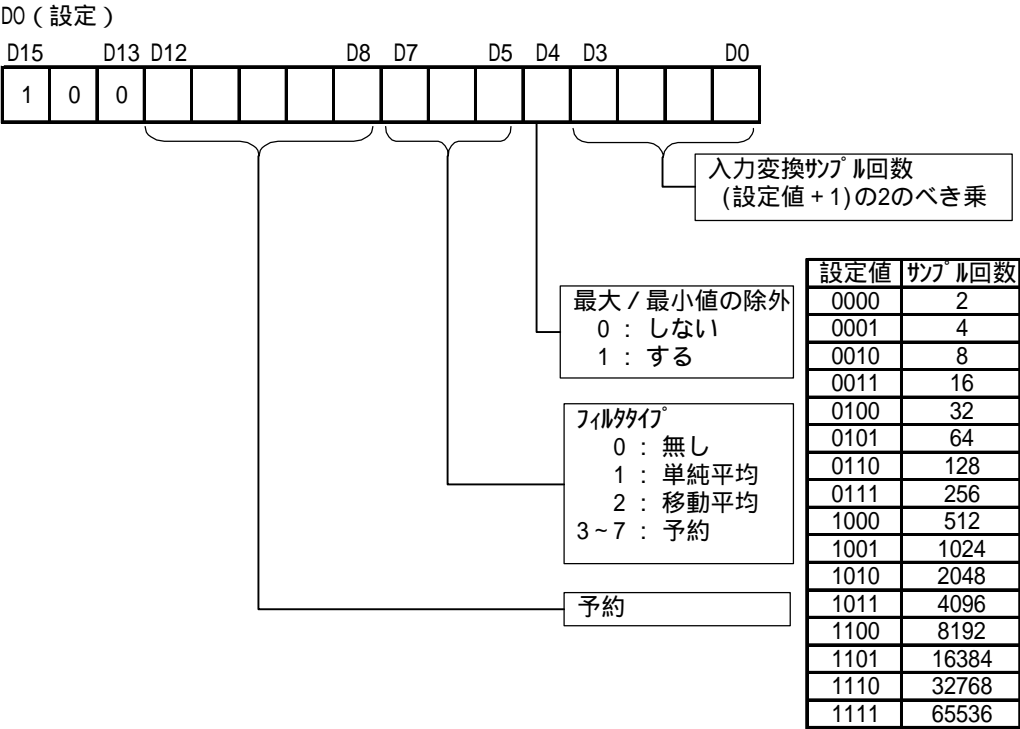 DO（設定）
D15 D13 D12 D8 D7 D5 D4 D3 D0
1 0 0
入力変換ｻﾝﾌﾟﾙ回数
(設定値+1)の2のべき乗
最大／最小値の除外
0：しない
1：する
ﾌｨﾙﾀﾀｲﾌﾟ
0：無し
1：単純平均
2：移動平均
3~7：予約
予約
設定値 ｻﾝﾌﾟﾙ回数
0000 2
0001 4
0010 8
0011 16
0100 32
0101 64
0110 128
0111 256
1000 512
1001 1024
1010 2048
1011 4096
1100 8192
1101 16384
1110 32768
1111 65536